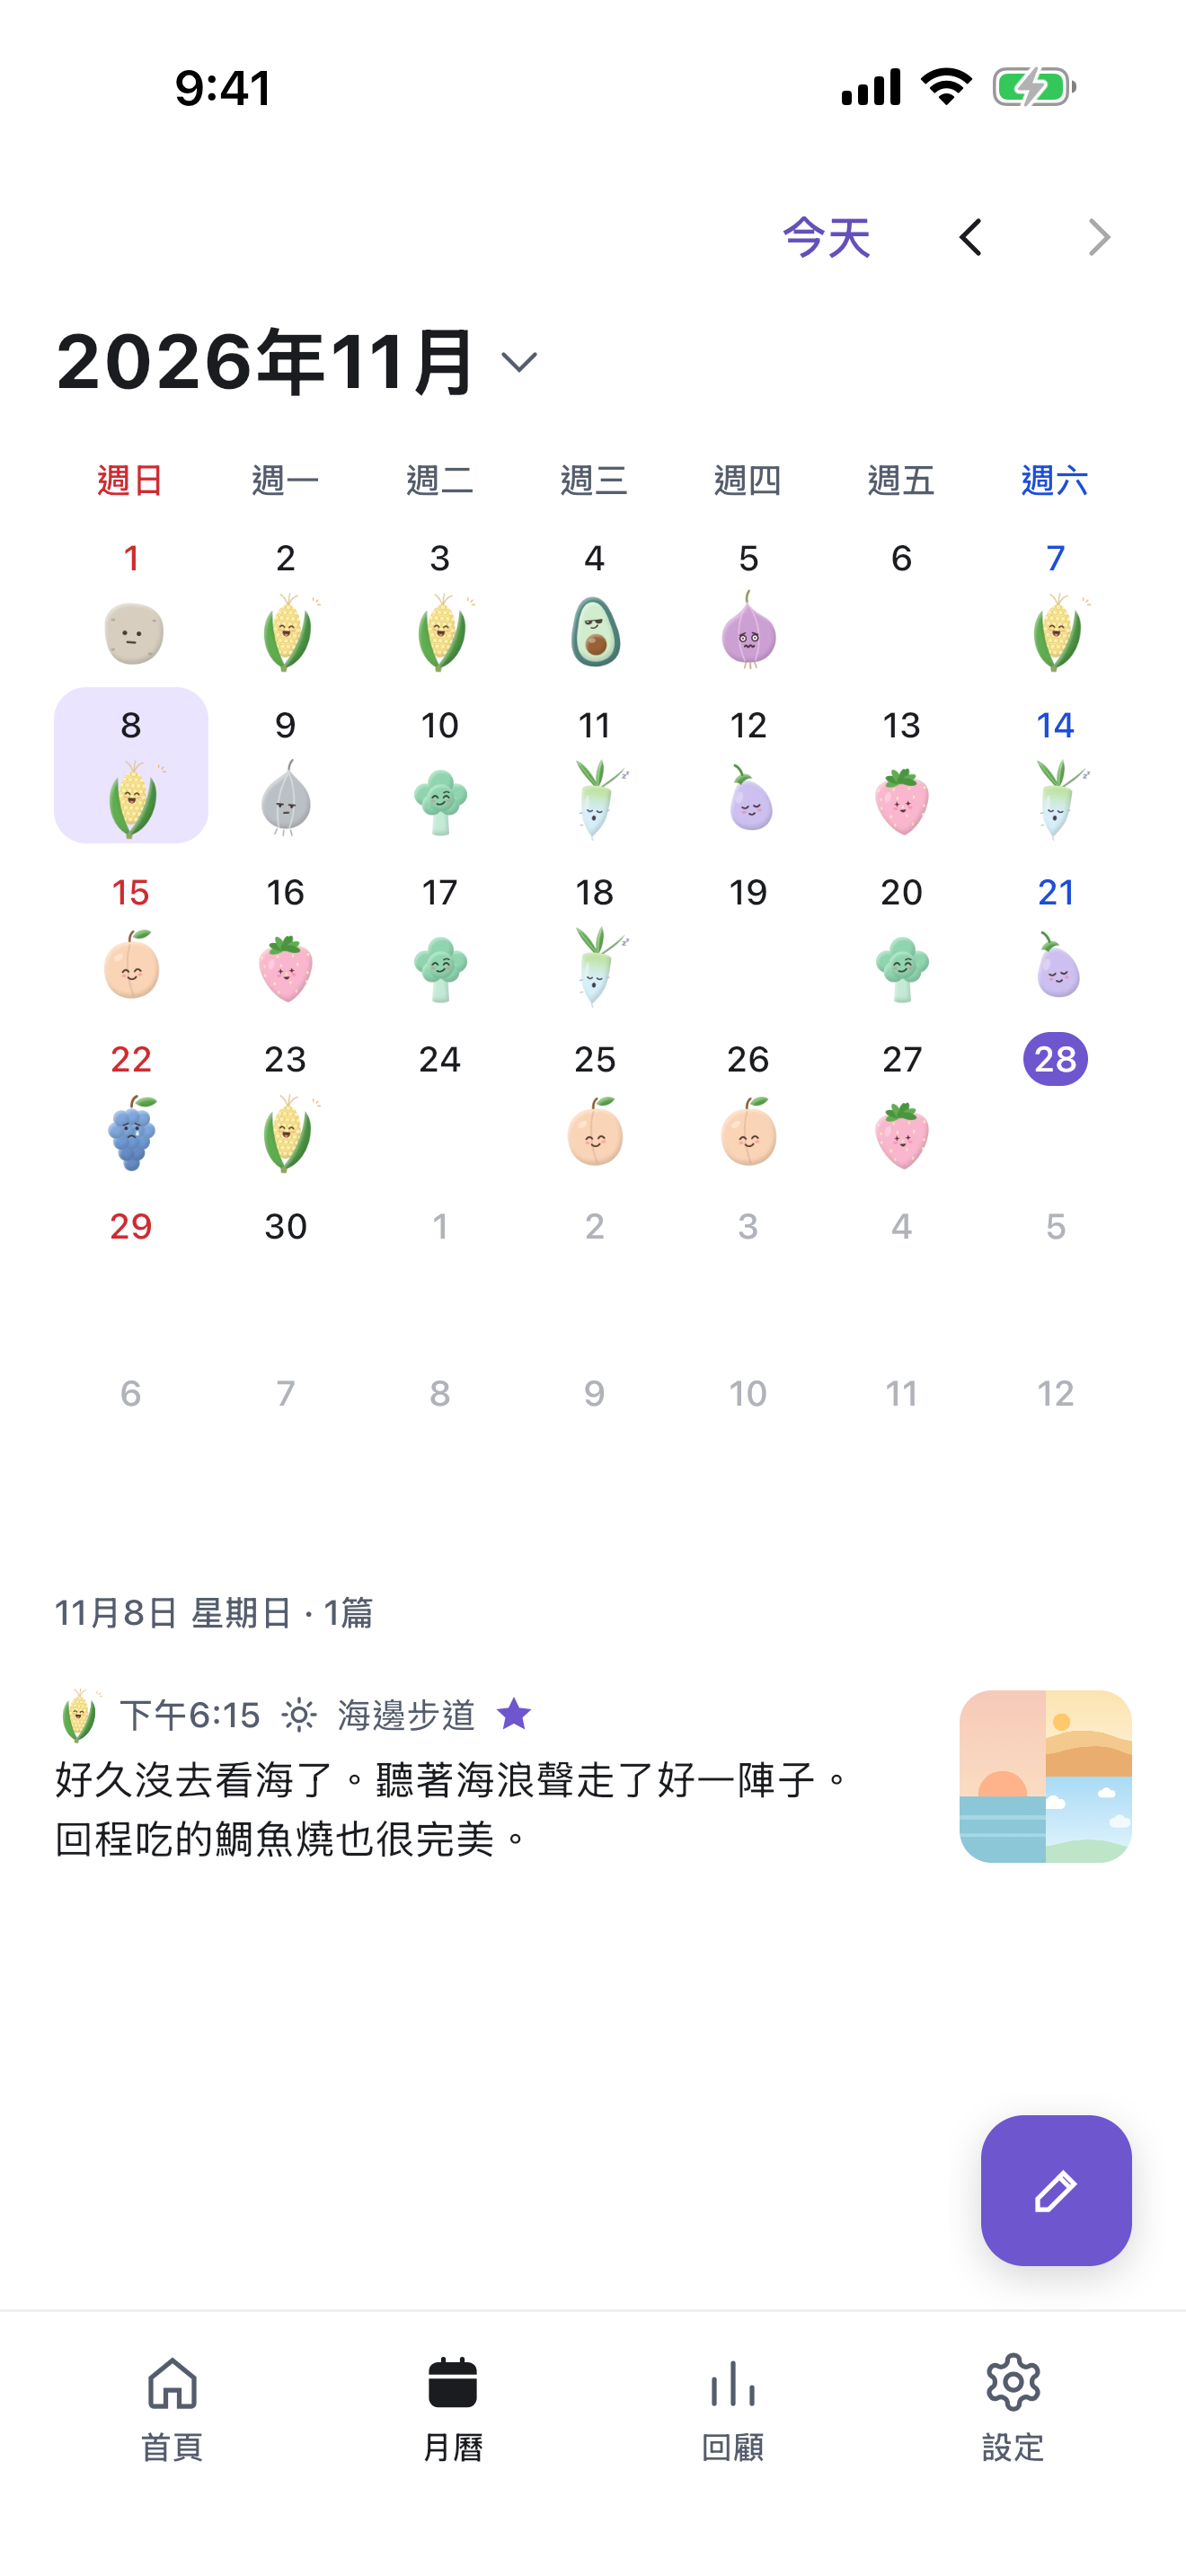 9:41
今天
2026年11月
週日 週一 週二 週三 週四 週五 週六
1 2 3 4 5 6 7
8 9 10 11 12 13 14
15 16 17 18 19 20 21
22 23 24 25 26 27 28
29 30 1 2 3 4 5
6 7 8 9 10 11 12
11月8日 星期日 · 1篇
下午6:15 海邊步道
好久沒去看海了。聽著海浪聲走了好一陣子。
回程吃的鯛魚燒也很完美。
首頁 月曆 回顧 設定